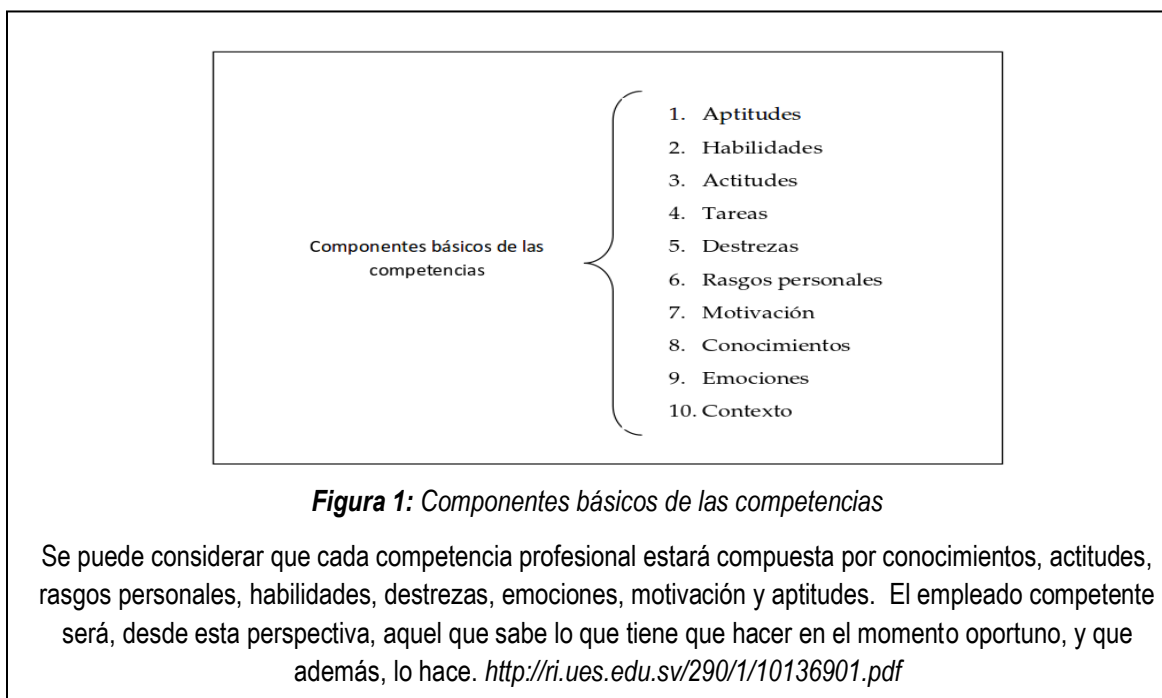 Componentes básicos de las
competencias
1. Aptitudes
2. Habilidades
3. Actitudes
4. Tareas
5. Destrezas
6. Rasgos personales
7. Motivación
8. Conocimientos
9. Emociones
10. Contexto
Figura 1: Componentes básicos de las competencias
Se puede considerar que cada competencia profesional estará compuesta por conocimientos, actitudes,
rasgos personales, habilidades, destrezas, emociones, motivación y aptitudes. El empleado competente
será, desde esta perspectiva, aquel que sabe lo que tiene que hacer en el momento oportuno, y que
además, lo hace. http://ri.ues.edu.sv/290/1/10136901.pdf